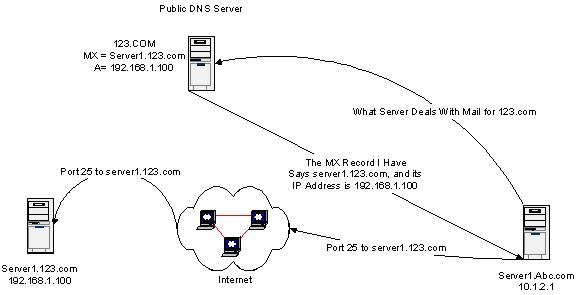 Public DNS Server
123.COM
MX = Server1.123.com
A= 192.168.1.100
What Server Deals With Mail for 123.com
Port 25 to server1.123.com
The MX Record I Have
Says server1.123.com, and its
IP Address is 192.168.1.100
Port 25 to server1.123.com
Server1.123.com
192.168.1.100
Internet
Server1.Abc.com
10.1.2.1